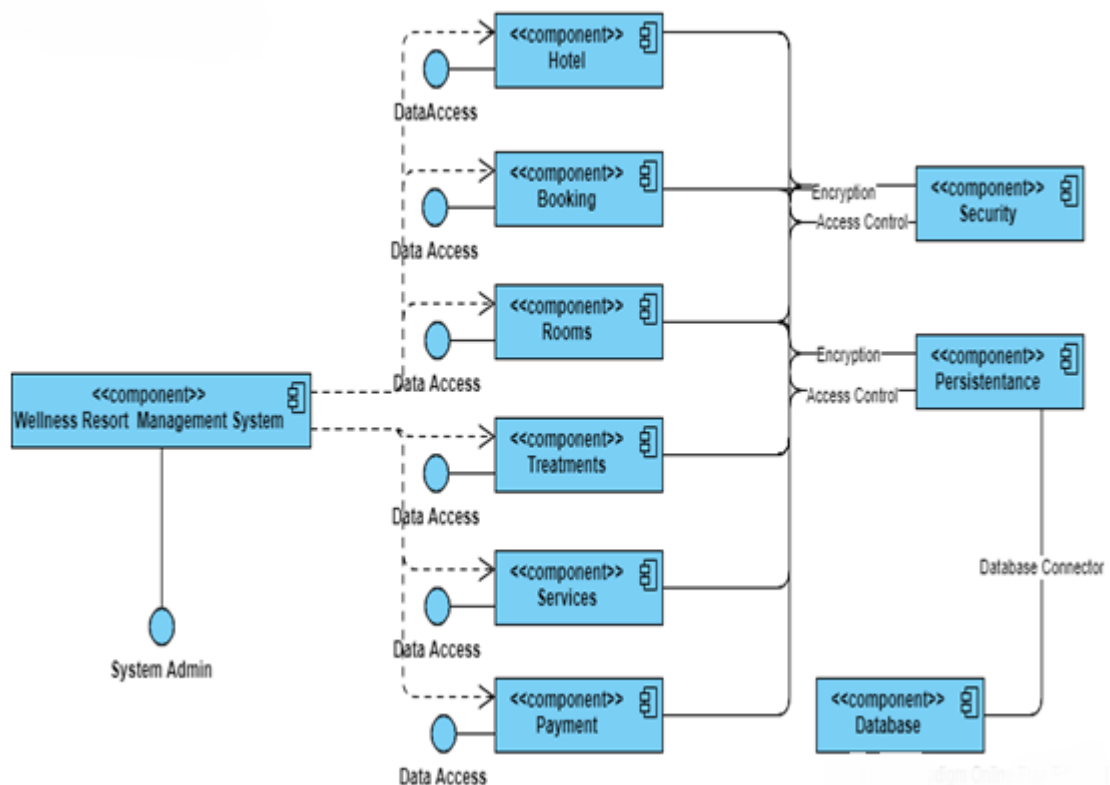 <<component>>
Hotel
DataAccess
<<component>>
Booking
Data Access
<<component>>
Rooms
Data Access
<<component>>
Treatments
Data Access
<<component>>
Services
Data Access
<<component>>
Payment
Data Access
<<component>>
Wellness Resort Management System
System Admin
Encryption
Access Control
<<component>>
Security
Encryption
Access Control
<<component>>
Persistentance
Database Connector
<<component>>
Database